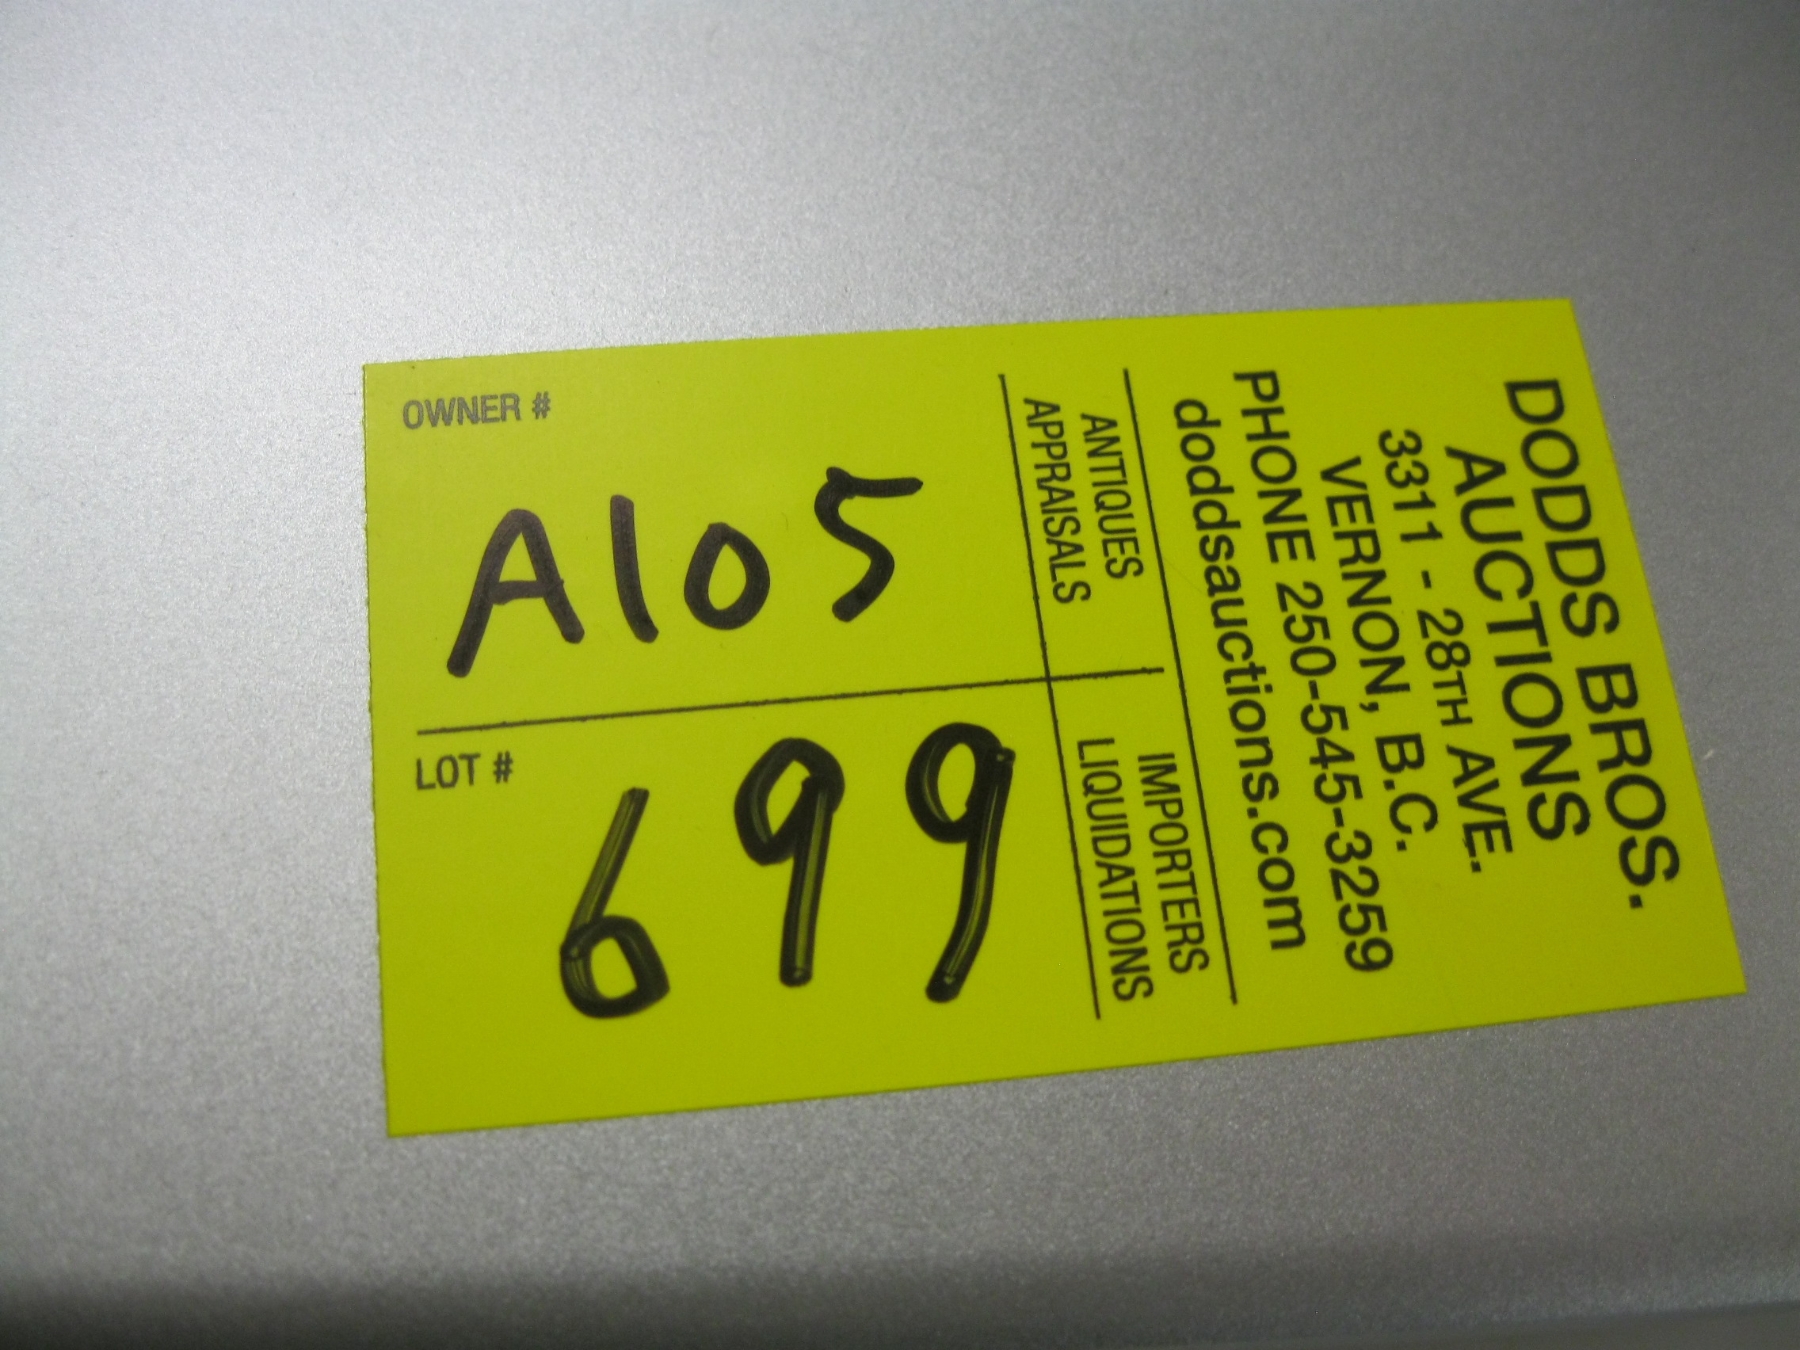 DODDS BROS.
AUCTIONS
3311 - 28TH AVE.
VERNON, B.C.
PHONE 250-545-3259
doddsauctions.com
ANTIQUES
APPRAISALS
IMPORTERS
LIQUIDATIONS
OWNER #
A105
LOT #
699